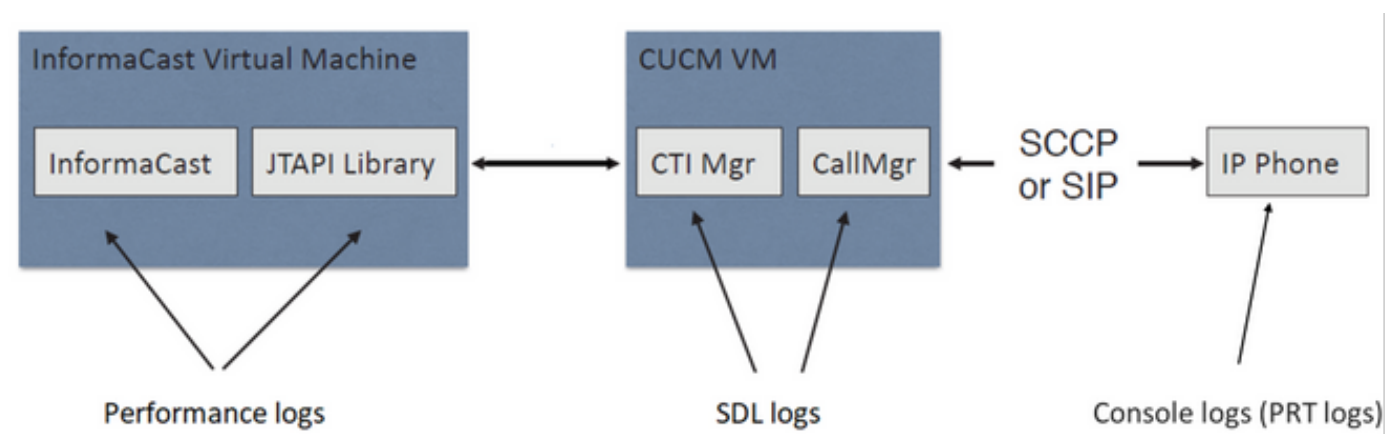 InformaCast Virtual Machine
InformaCast
JTAPI Library
CUCM VM
CTI Mgr
CallMgr
SCCP
or SIP
IP Phone
Performance logs
SDL logs
Console logs (PRT logs)